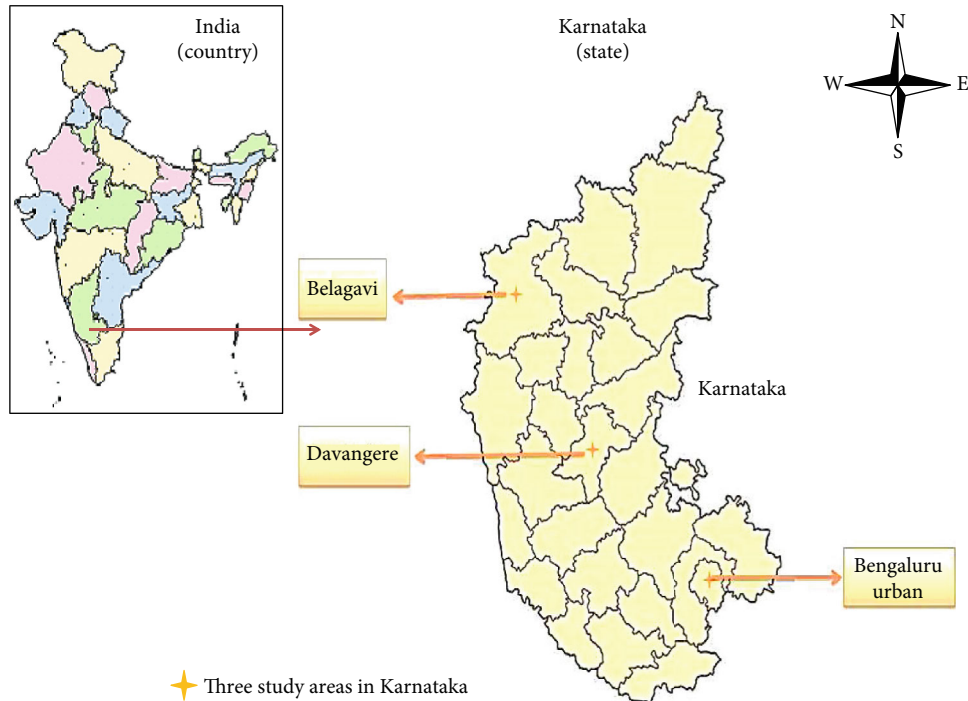 India
(country)
Karnataka
(state)
N
W
E
S
Belagavi
Karnataka
Davangere
Bengaluru
urban
Three study areas in Karnataka